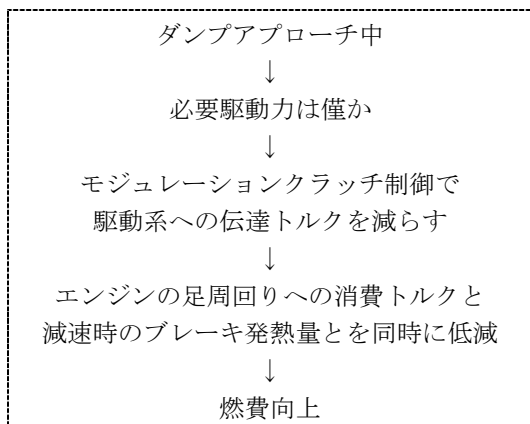 ダンプアプローチ中
↓
必要駆動力は僅か
↓
モジュレーションクラッチ制御で
駆動系への伝達トルクを減らす
↓
エンジンの足周回りへの消費トルクと
減速時のブレーキ発熱量とを同時に低減
↓
燃費向上